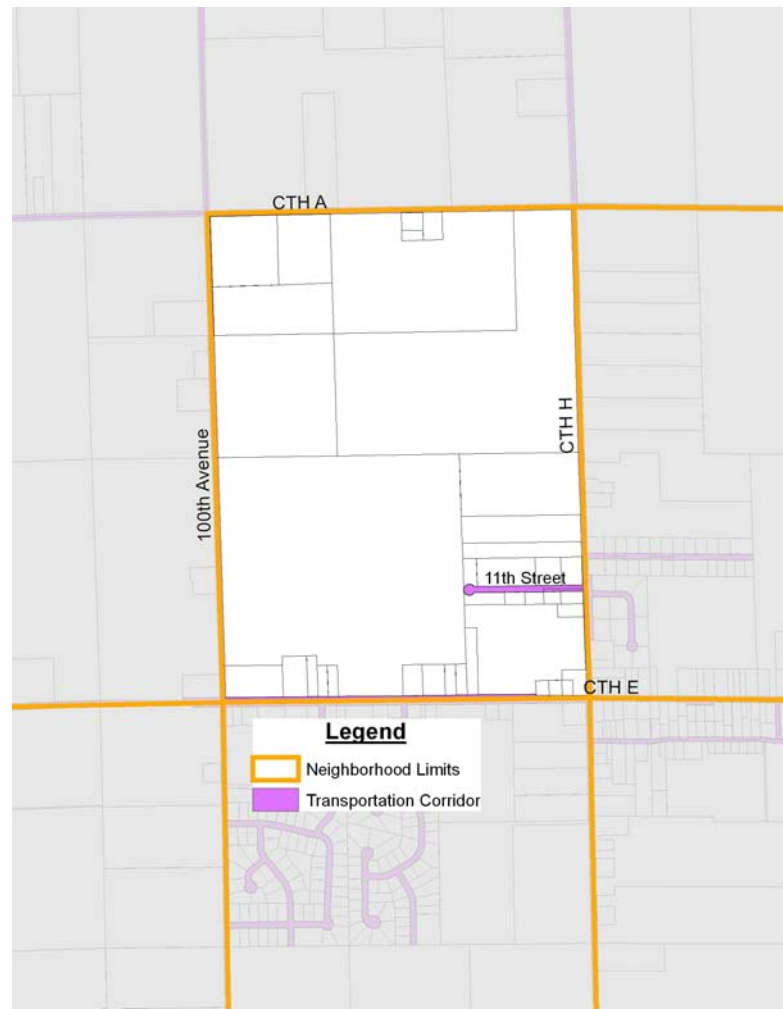 CTH A
CTH H
100th Avenue
11th Street
CTH E
Legend
Neighborhood Limits
Transportation Corridor